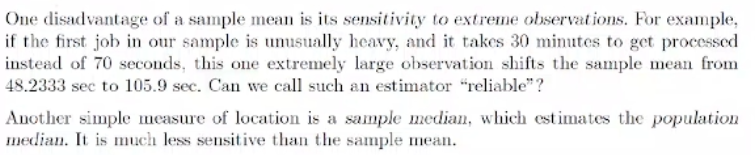 One disadvantage of a sample mean is its sensitivity to extreme observations. For example,
if the first job in our sample is unusually heavy, and it takes 30 minutes to get processed
instead of 70 seconds, this one extremely large observation shifts the sample mean from
48.2333 sec to 105.9 sec. Can we call such an estimator "reliable"?
Another simple measure of location is a sample median, which estimates the population
median. It is much less sensitive than the sample mean.